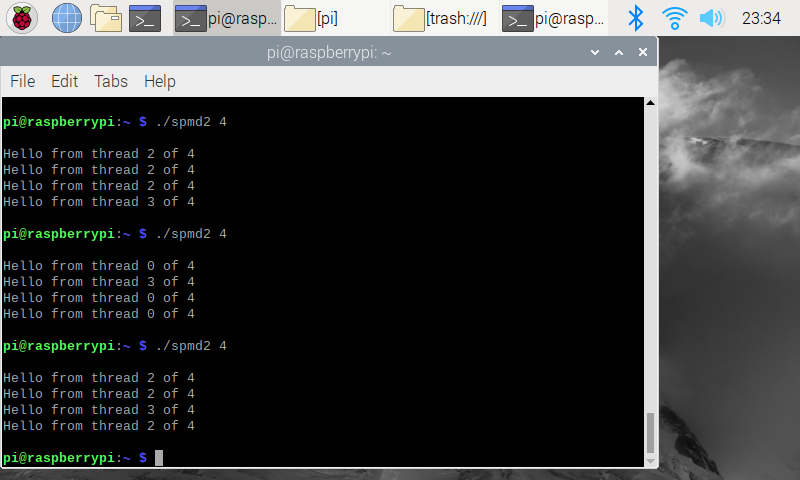 pi@rasp... [pi] [trash:///] pi@rasp... 23:34
pi@raspberrypi: ~
File Edit Tabs Help
pi@raspberrypi:~ $ ./spmd2 4
Hello from thread 2 of 4
Hello from thread 2 of 4
Hello from thread 2 of 4
Hello from thread 3 of 4
pi@raspberrypi:~ $ ./spmd2 4
Hello from thread 0 of 4
Hello from thread 3 of 4
Hello from thread 0 of 4
Hello from thread 0 of 4
pi@raspberrypi:~ $ ./spmd2 4
Hello from thread 2 of 4
Hello from thread 2 of 4
Hello from thread 3 of 4
Hello from thread 2 of 4
pi@raspberrypi:~ $